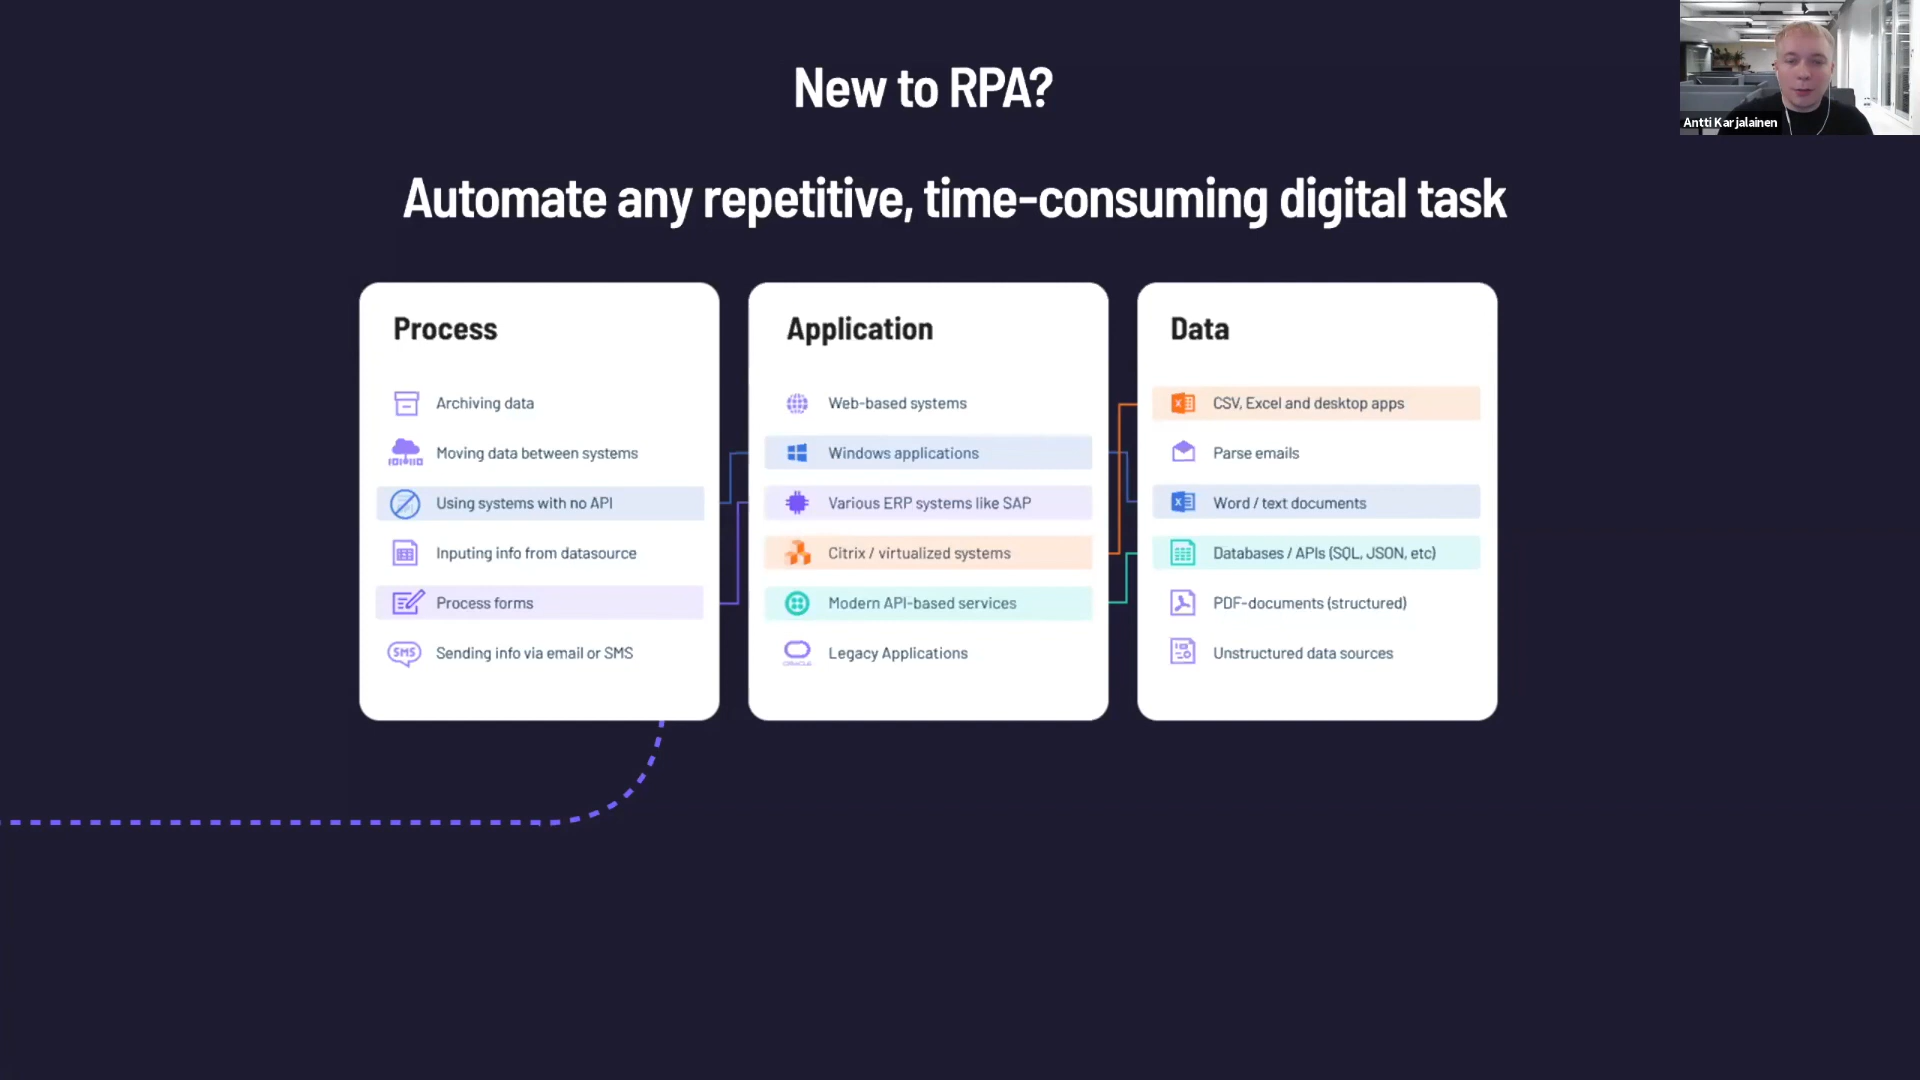 New to RPA?
Antti Karjalainen
Automate any repetitive, time-consuming digital task
Process
Archiving data
Moving data between systems
Using systems with no API
Inputing info from datasource
Process forms
SMS
Sending info via email or SMS
Application
Web-based systems
Windows applications
Various ERP systems like SAP
Citrix / virtualized systems
Modern API-based services
ORACLE
Legacy Applications
Data
CSV, Excel and desktop apps
Parse emails
Word / text documents
Databases / APIs (SQL, JSON, etc)
PDF-documents (structured)
Unstructured data sources